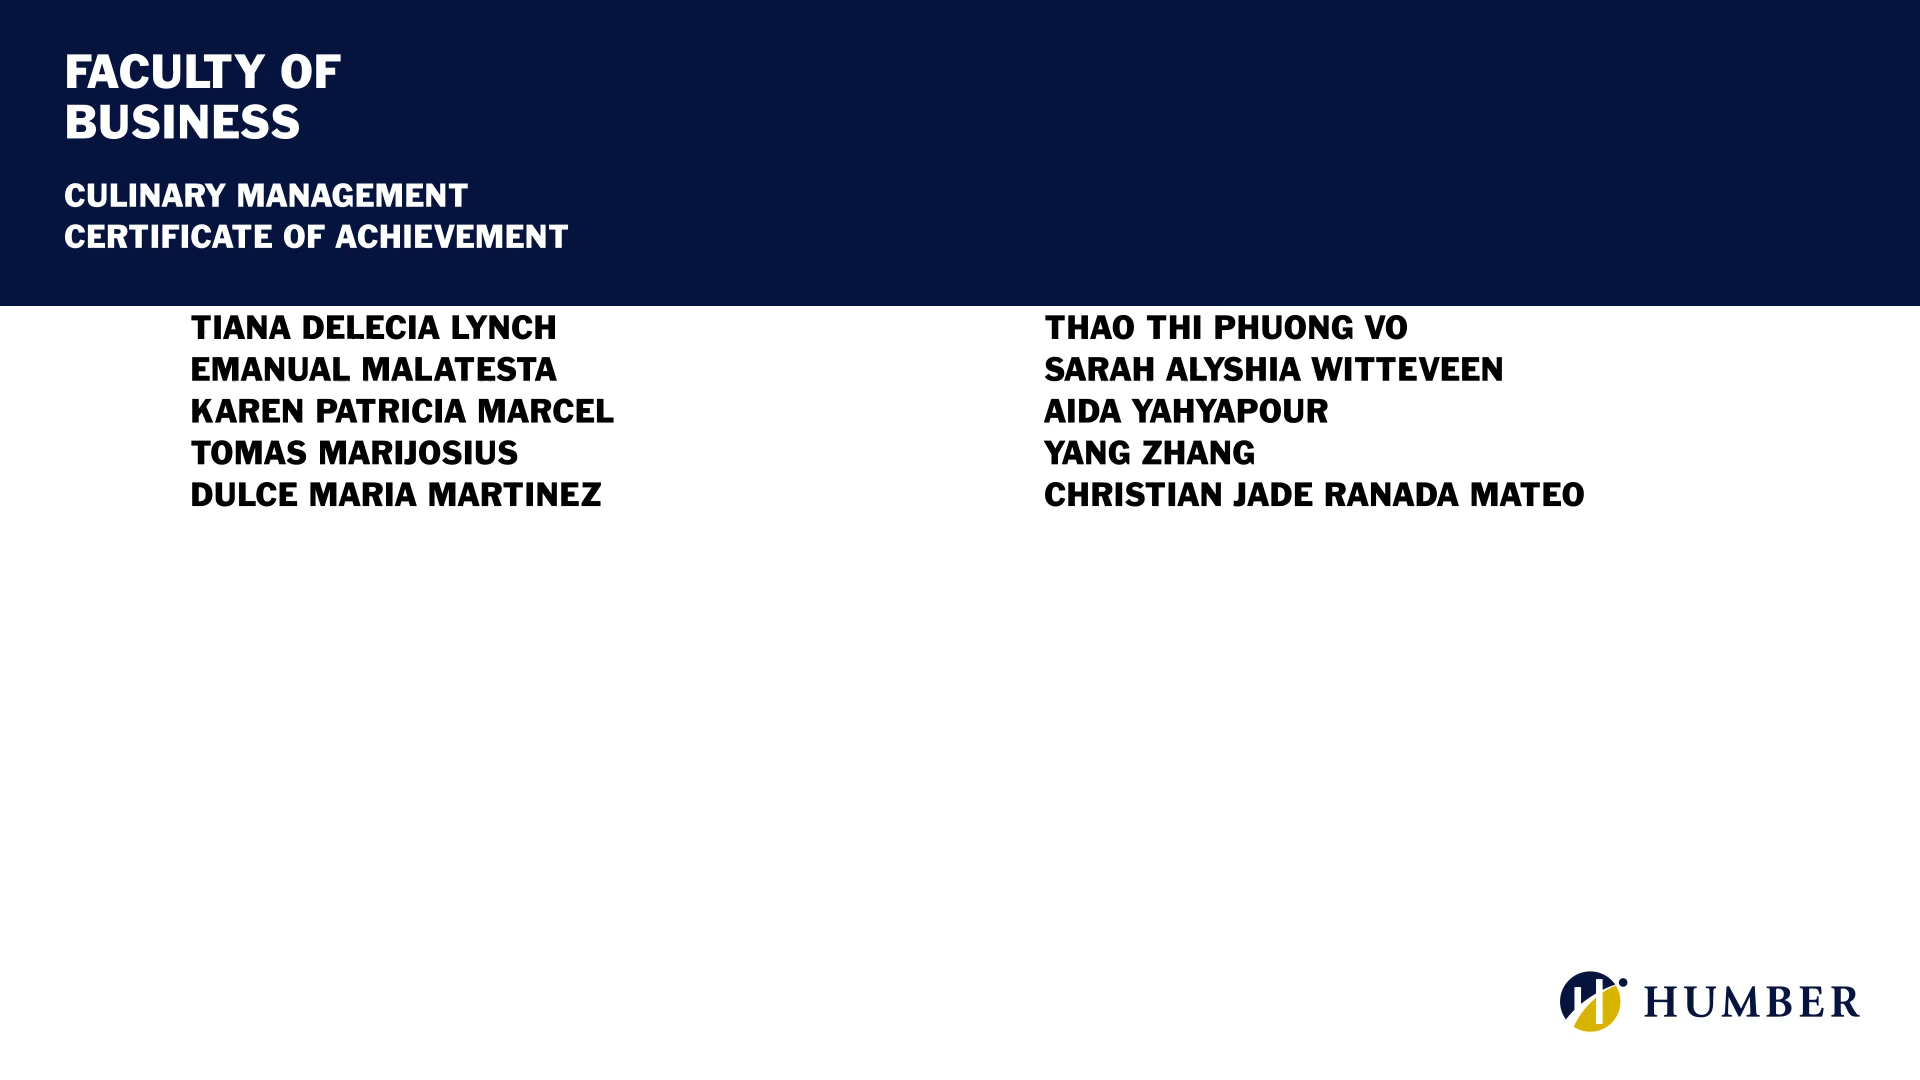 FACULTY OF
BUSINESS
CULINARY MANAGEMENT
CERTIFICATE OF ACHIEVEMENT
TIANA DELECIA LYNCH
EMANUAL MALATESTA
KAREN PATRICIA MARCEL
TOMAS MARIJOSIUS
DULCE MARIA MARTINEZ
THAO THI PHUONG VO
SARAH ALYSHIA WITTEVEEN
AIDA YAHYAPOUR
YANG ZHANG
CHRISTIAN JADE RANADA MATEO
HUMBER